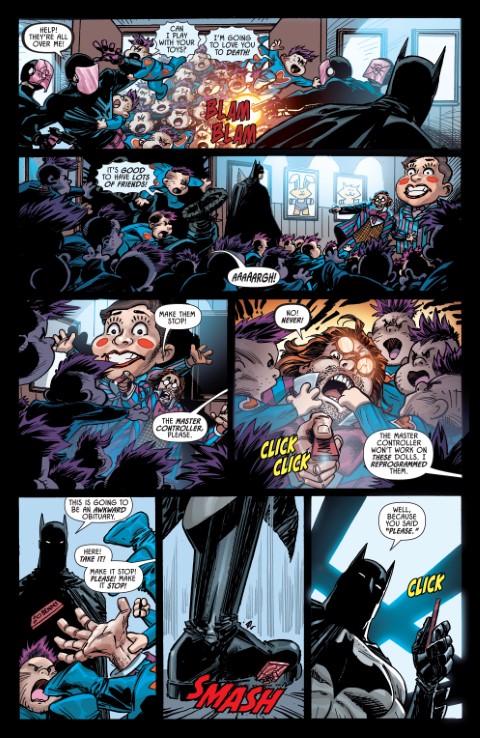 HELP!
THEY'RE ALL
OVER ME!
CAN
I PLAY
WITH YOUR
TOYS?
I'M GOING
TO LOVE YOU
TO DEATH!
BLAM
BLAM
IT'S GOOD
TO HAVE LOTS
OF FRIENDS!
AAAAARGH!
MAKE THEM
STOP!
THE MASTER
CONTROLLER,
PLEASE.
NO!
NEVER!
CLICK
CLICK
THE MASTER
CONTROLLER
WON'T WORK ON
THESE DOLLS. I
REPROGRAMMED
THEM.
THIS IS GOING
TO BE AN
AWKWARD
OBITUARY.
HERE!
TAKE IT!
MAKE IT STOP!
PLEASE! MAKE
IT STOP!
SMASH
WELL,
BECAUSE
YOU SAID
"PLEASE."
CLICK